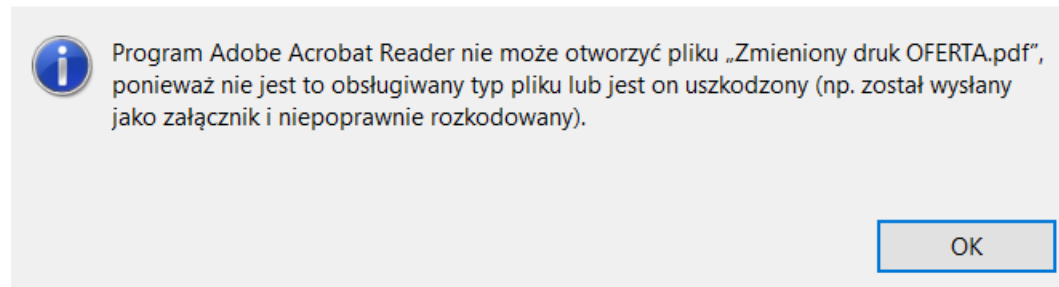 Program Adobe Acrobat Reader nie może otworzyć pliku „Zmieniony druk OFERTA.pdf”,
ponieważ nie jest to obsługiwany typ pliku lub jest on uszkodzony (np. został wysłany
jako załącznik i niepoprawnie rozkodowany).
OK